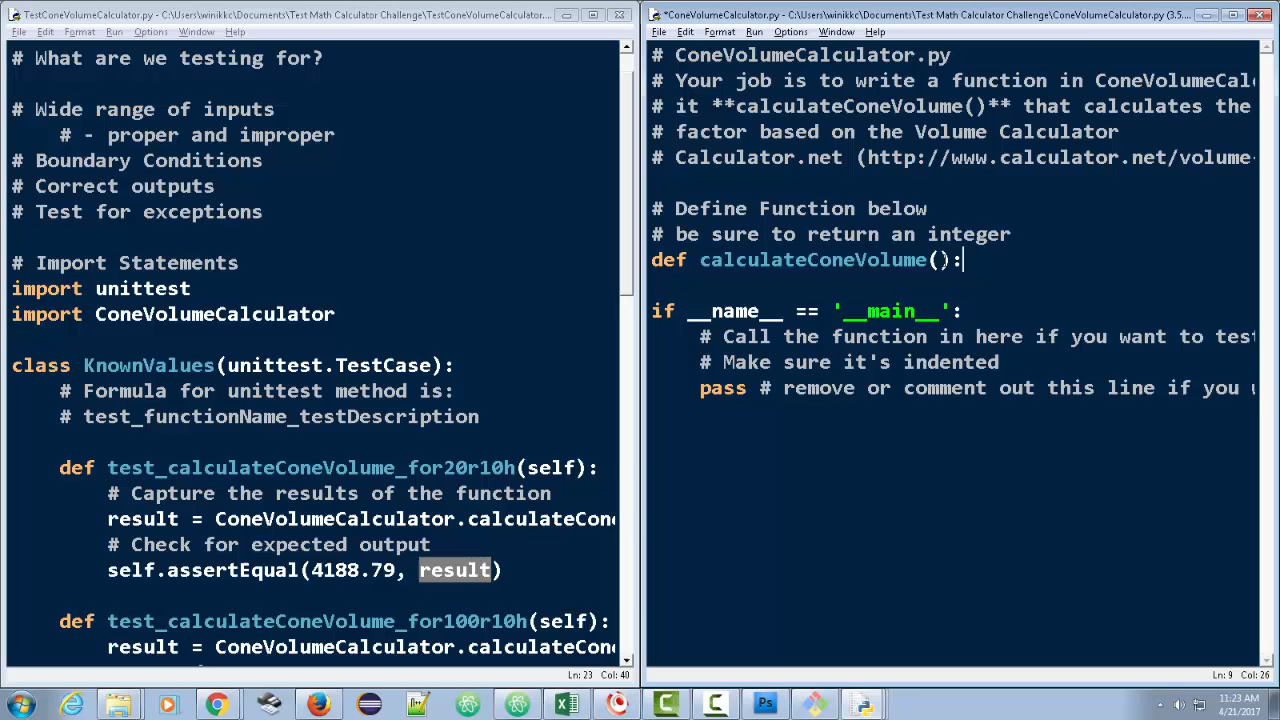 TestConeVolumeCalculator.py - C:\Users\winikkc\Documents\Test Math Calculator Challenge\TestConeVolumeCalculator....
File Edit Format Run Options Window Help
# What are we testing for?
# Wide range of inputs
# - proper and improper
# Boundary Conditions
# Correct outputs
# Test for exceptions
# Import Statements
import unittest
import ConeVolumeCalculator
class KnownValues(unittest.TestCase):
# Formula for unittest method is:
# test_functionName_testDescription
def test_calculateConeVolume_for20r10h(self):
# Capture the results of the function
result = ConeVolumeCalculator.calculateCone
# Check for expected output
self.assertEqual(4188.79, result)
def test_calculateConeVolume_for100r10h(self):
result = ConeVolumeCalculator.calculateCone
Ln: 23 Col: 40
*ConeVolumeCalculator.py - C:\Users\winikkc\Documents\Test Math Calculator Challenge\ConeVolumeCalculator.py (3.5....
File Edit Format Run Options Window Help
# ConeVolumeCalculator.py
# Your job is to write a function in ConeVolumeCal
# it **calculateConeVolume()** that calculates the
# factor based on the Volume Calculator
# Calculator.net (http://www.calculator.net/volume-
# Define Function below
# be sure to return an integer
def calculateConeVolume():
if __name__ == '__main__':
# Call the function in here if you want to test
# Make sure it's indented
pass # remove or comment out this line if you
Ln: 9 Col: 26
11:23 AM
4/21/2017